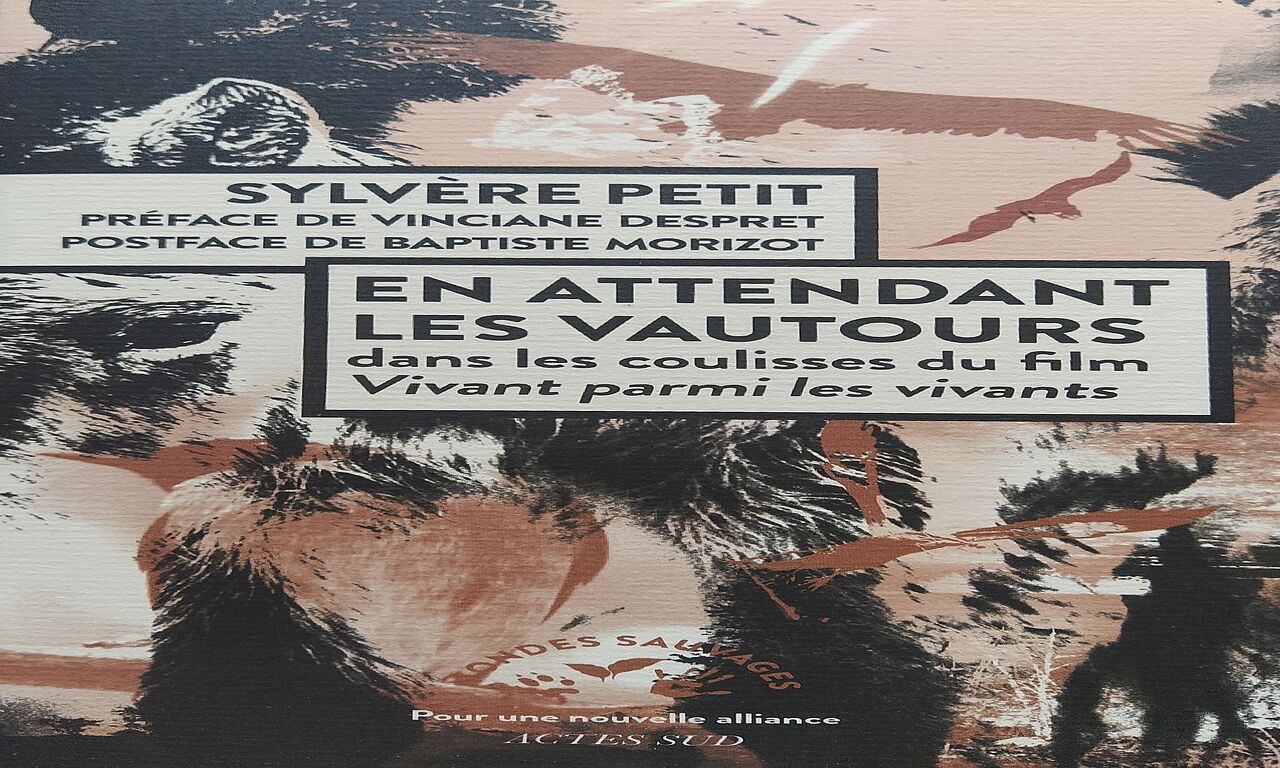 SYLVÈRE PETIT
PRÉFACE DE VINCIANE DESPRET
POSTFACE DE BAPTISTE MORIZOT
EN ATTENDANT
LES VAUTOURS
dans les coulisses du film
Vivant parmi les vivants
MONDES SAUVAGES
Pour une nouvelle alliance
ACTES SUD